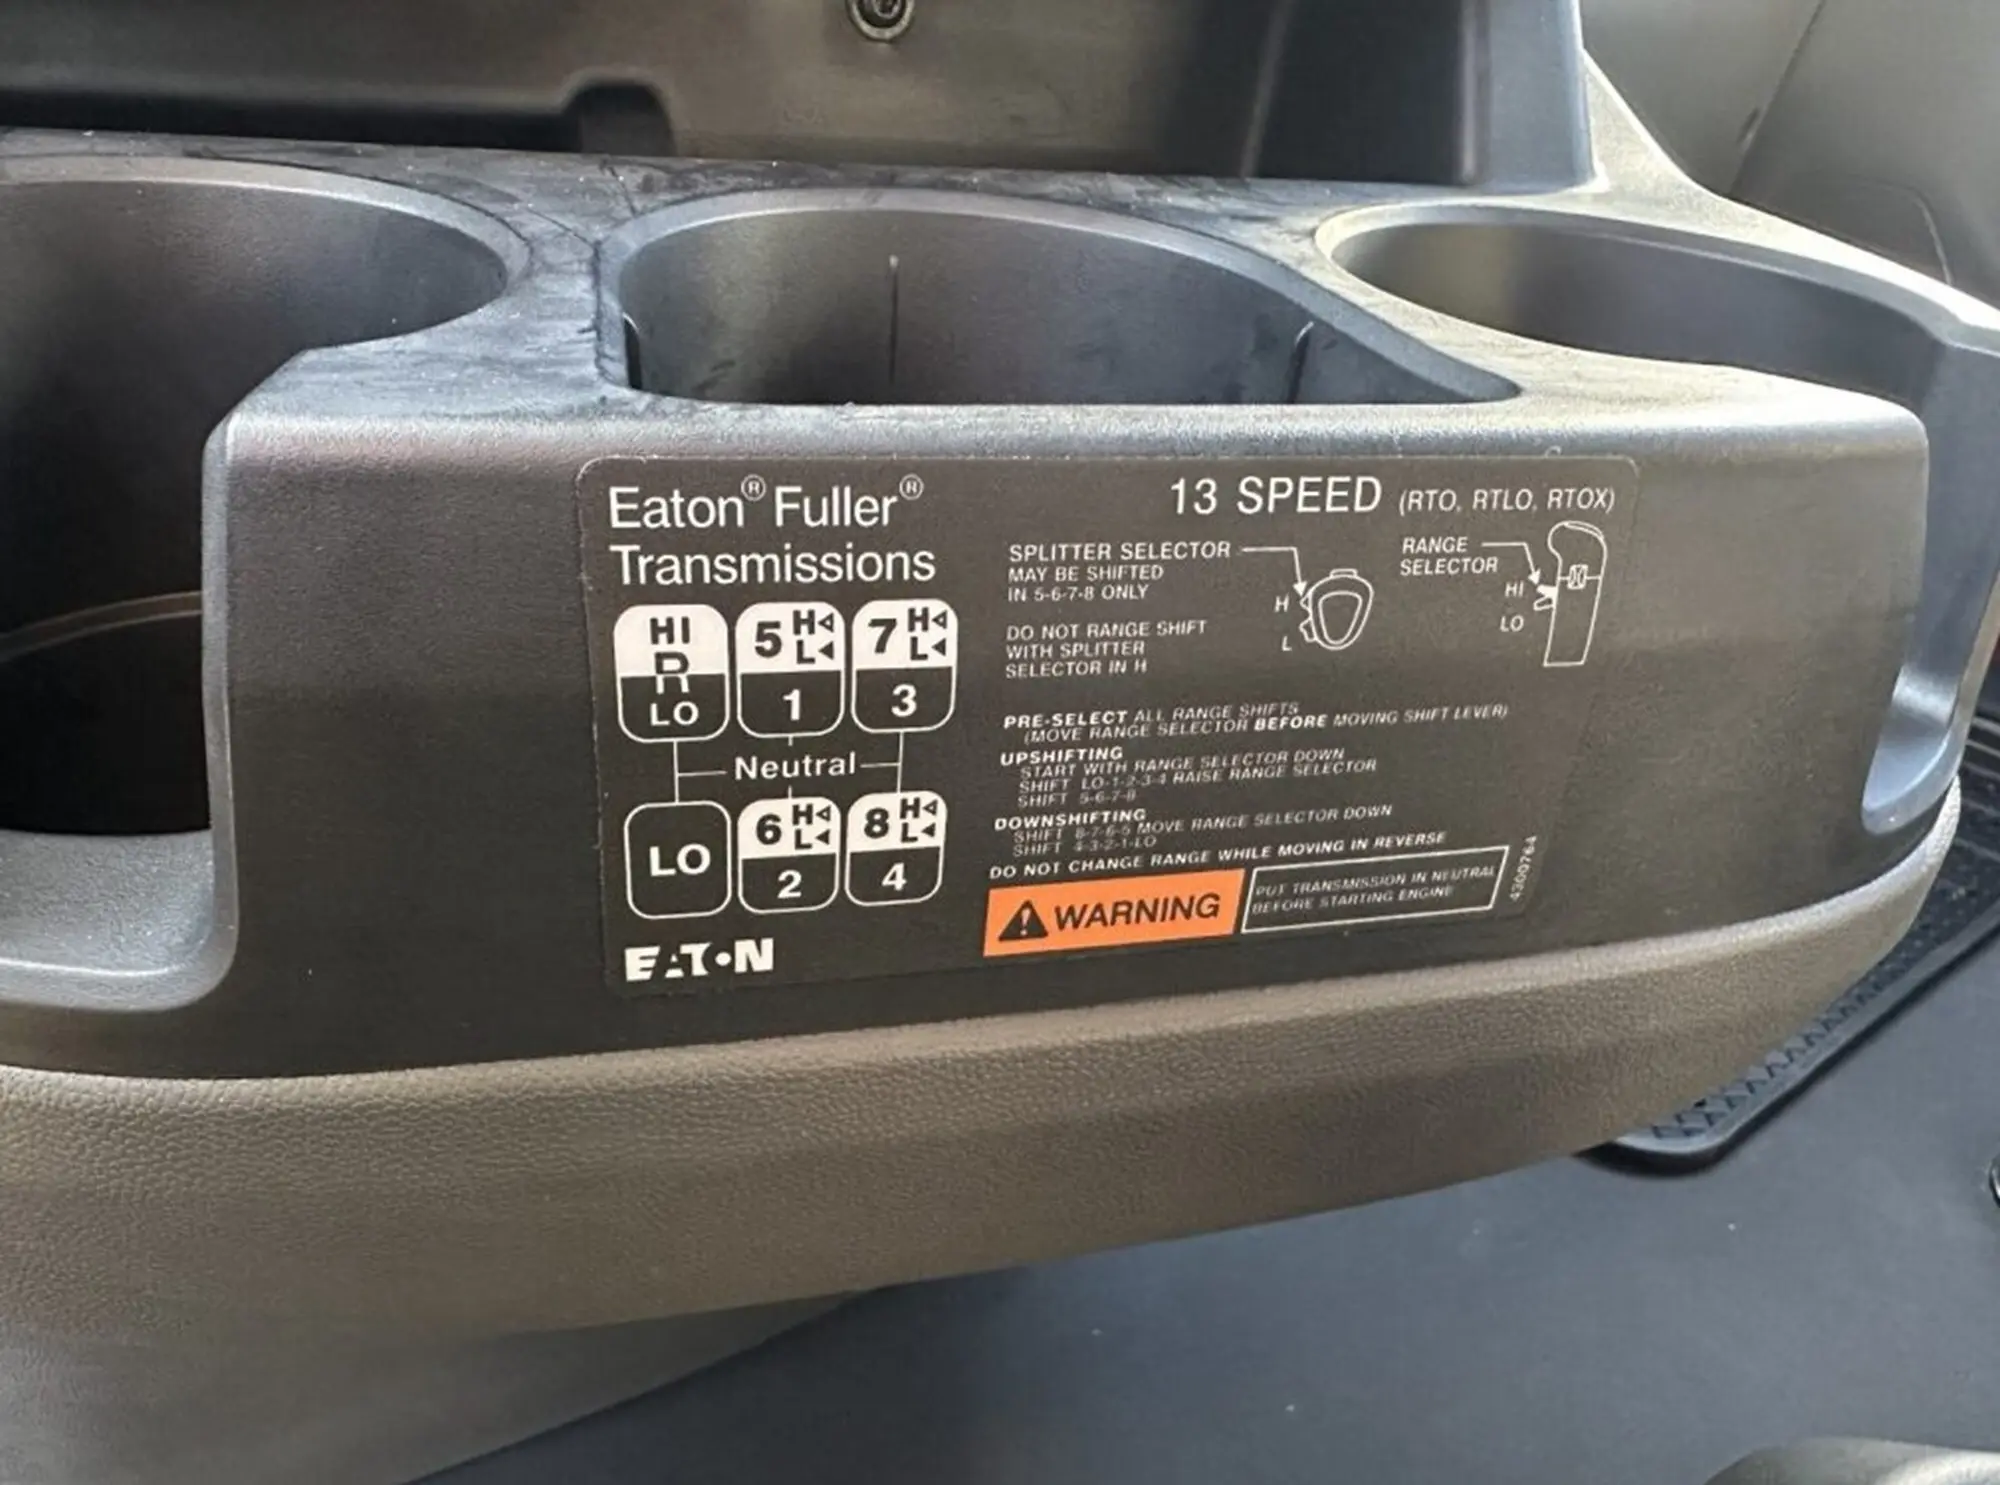 Eaton® Fuller®
Transmissions
HI
R
LO
5 H
L
1
7 H
L
3
Neutral
LO
6 H
L
2
8 H
L
4
EATON
13 SPEED (RTO, RTLO, RTOX)
SPLITTER SELECTOR
MAY BE SHIFTED
IN 5-6-7-8 ONLY
H
L
RANGE
SELECTOR
HI
LO
DO NOT RANGE SHIFT
WITH SPLITTER
SELECTOR IN H
PRE-SELECT ALL RANGE SHIFTS
(MOVE RANGE SELECTOR BEFORE MOVING SHIFT LEVER)
UPSHIFTING
START WITH RANGE SELECTOR DOWN
SHIFT LO-1-2-3-4 RAISE RANGE SELECTOR
SHIFT 5-6-7-8
DOWNSHIFTING
SHIFT 8-7-6-5 MOVE RANGE SELECTOR DOWN
SHIFT 4-3-2-1-LO
DO NOT CHANGE RANGE WHILE MOVING IN REVERSE
WARNING
PUT TRANSMISSION IN NEUTRAL
BEFORE STARTING ENGINE
4300764